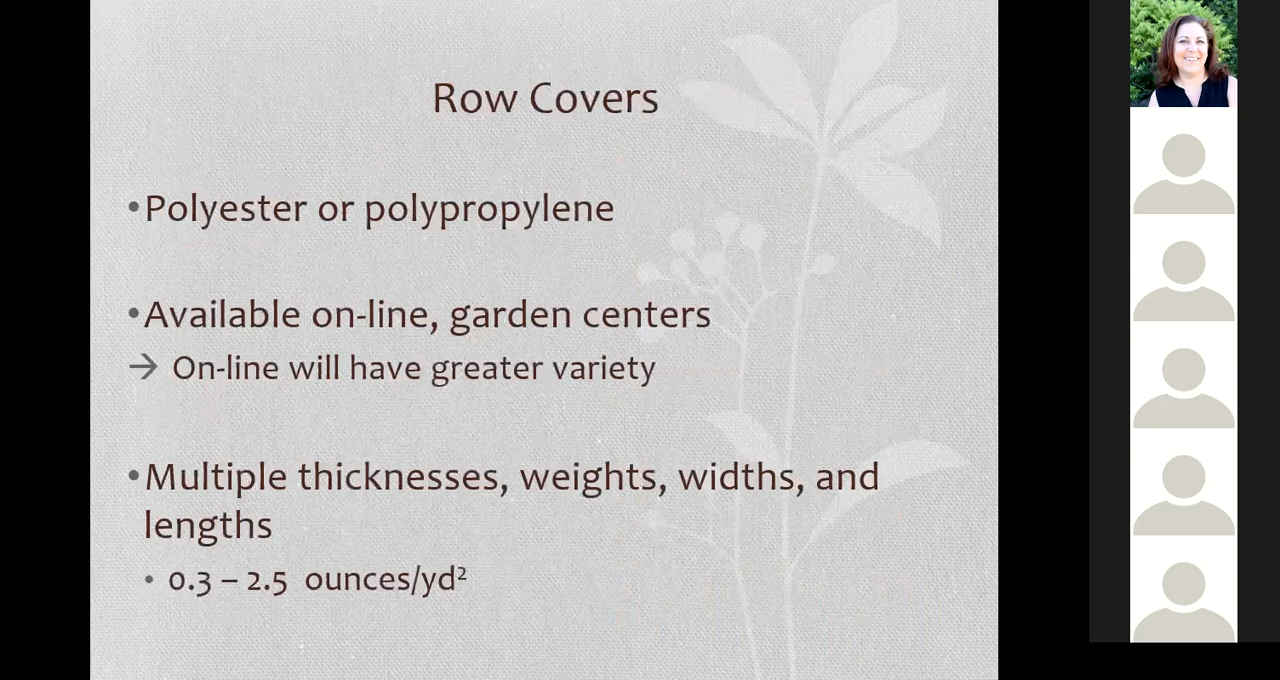 Row Covers
•Polyester or polypropylene
•Available on-line, garden centers
→ On-line will have greater variety
•Multiple thicknesses, weights, widths, and
lengths
• 0.3 – 2.5 ounces/yd²